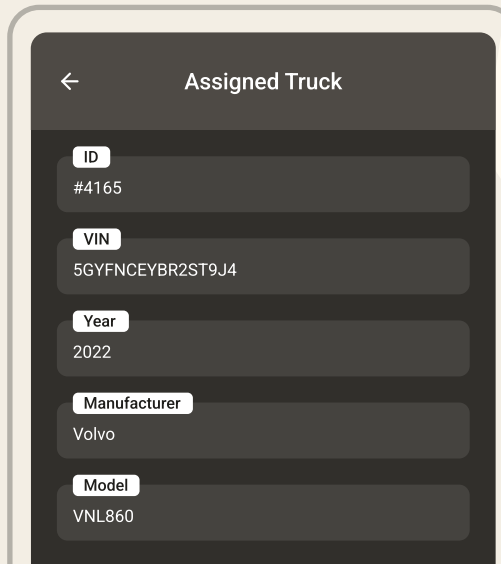 Assigned Truck
ID
#4165
VIN
5GYFNCEYBR2ST9J4
Year
2022
Manufacturer
Volvo
Model
VNL860